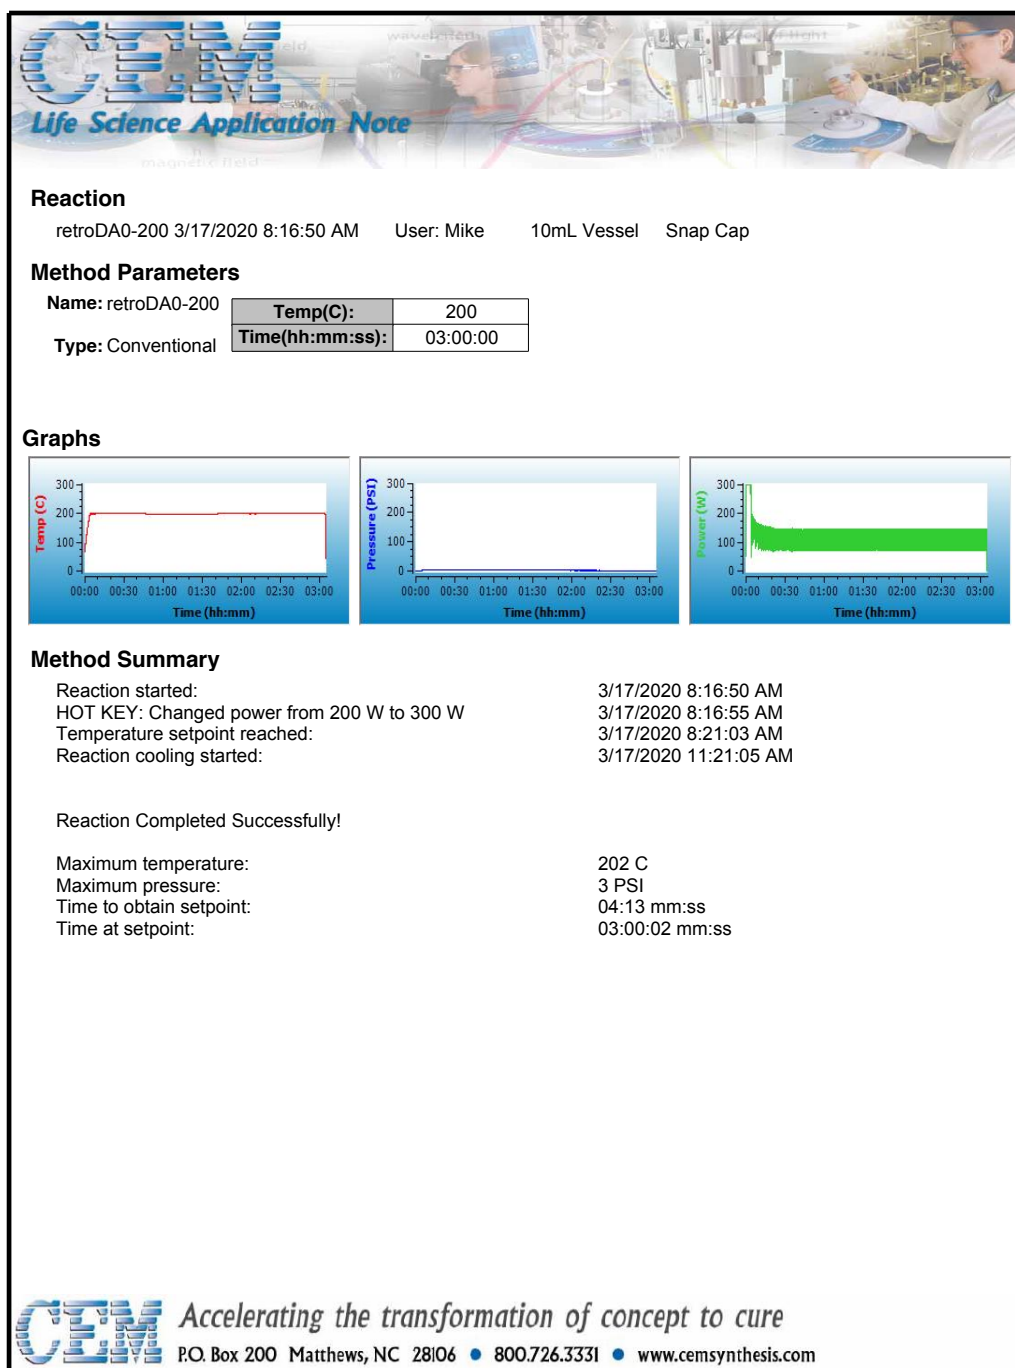 CEM
Life Science Application Note
wavelength
magnetic field
Reaction
retroDA0-200 3/17/2020 8:16:50 AM User: Mike 10mL Vessel Snap Cap
Method Parameters
Name: retroDA0-200
Temp(C): 200
Time(hh:mm:ss): 03:00:00
Type: Conventional
Graphs
Temp (C)
300
200
100
0
00:00 00:30 01:00 01:30 02:00 02:30 03:00
Time (hh:mm)
Pressure (PSI)
300
200
100
0
00:00 00:30 01:00 01:30 02:00 02:30 03:00
Time (hh:mm)
Power (W)
300
200
100
0
00:00 00:30 01:00 01:30 02:00 02:30 03:00
Time (hh:mm)
Method Summary
Reaction started: 3/17/2020 8:16:50 AM
HOT KEY: Changed power from 200 W to 300 W 3/17/2020 8:16:55 AM
Temperature setpoint reached: 3/17/2020 8:21:03 AM
Reaction cooling started: 3/17/2020 11:21:05 AM
Reaction Completed Successfully!
Maximum temperature: 202 C
Maximum pressure: 3 PSI
Time to obtain setpoint: 04:13 mm:ss
Time at setpoint: 03:00:02 mm:ss
CEM Accelerating the transformation of concept to cure
P.O. Box 200 Matthews, NC 28106 • 800.726.3331 • www.cemsynthesis.com